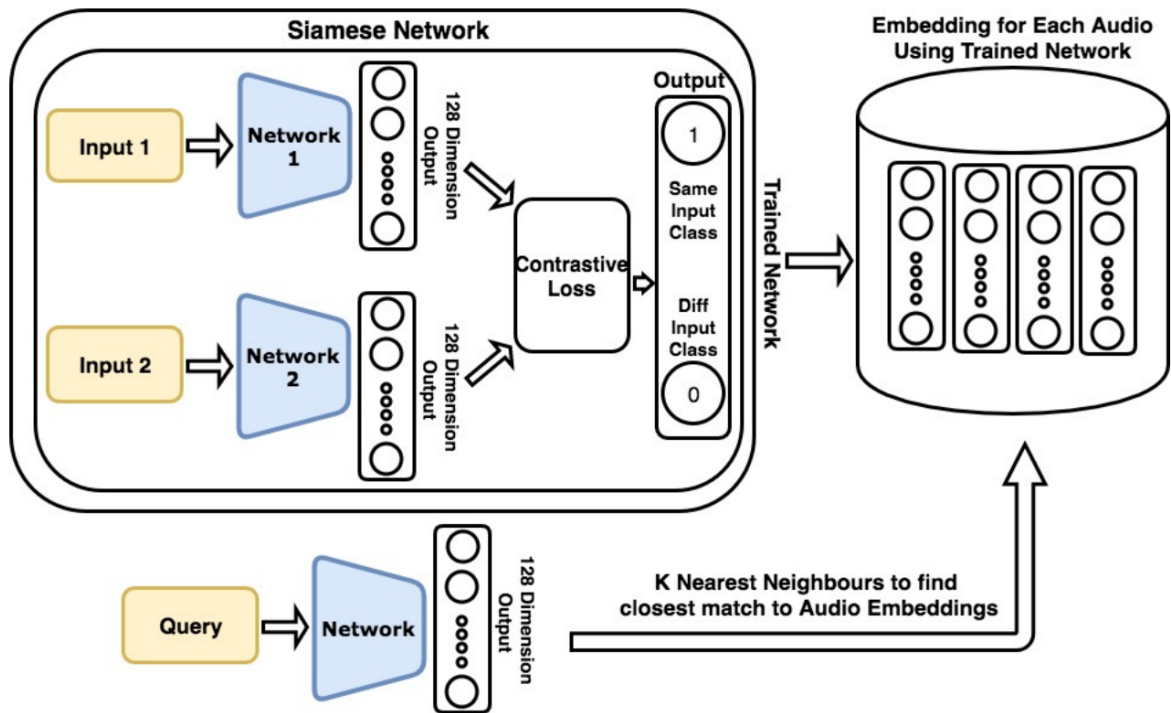 Siamese Network
Input 1
Network
1
128 Dimension
Output
Input 2
Network
2
128 Dimension
Output
Contrastive
Loss
Output
1
Same
Input
Class
Diff
Input
Class
0
Trained Network
Embedding for Each Audio
Using Trained Network
Query
Network
128 Dimension
Output
K Nearest Neighbours to find
closest match to Audio Embeddings